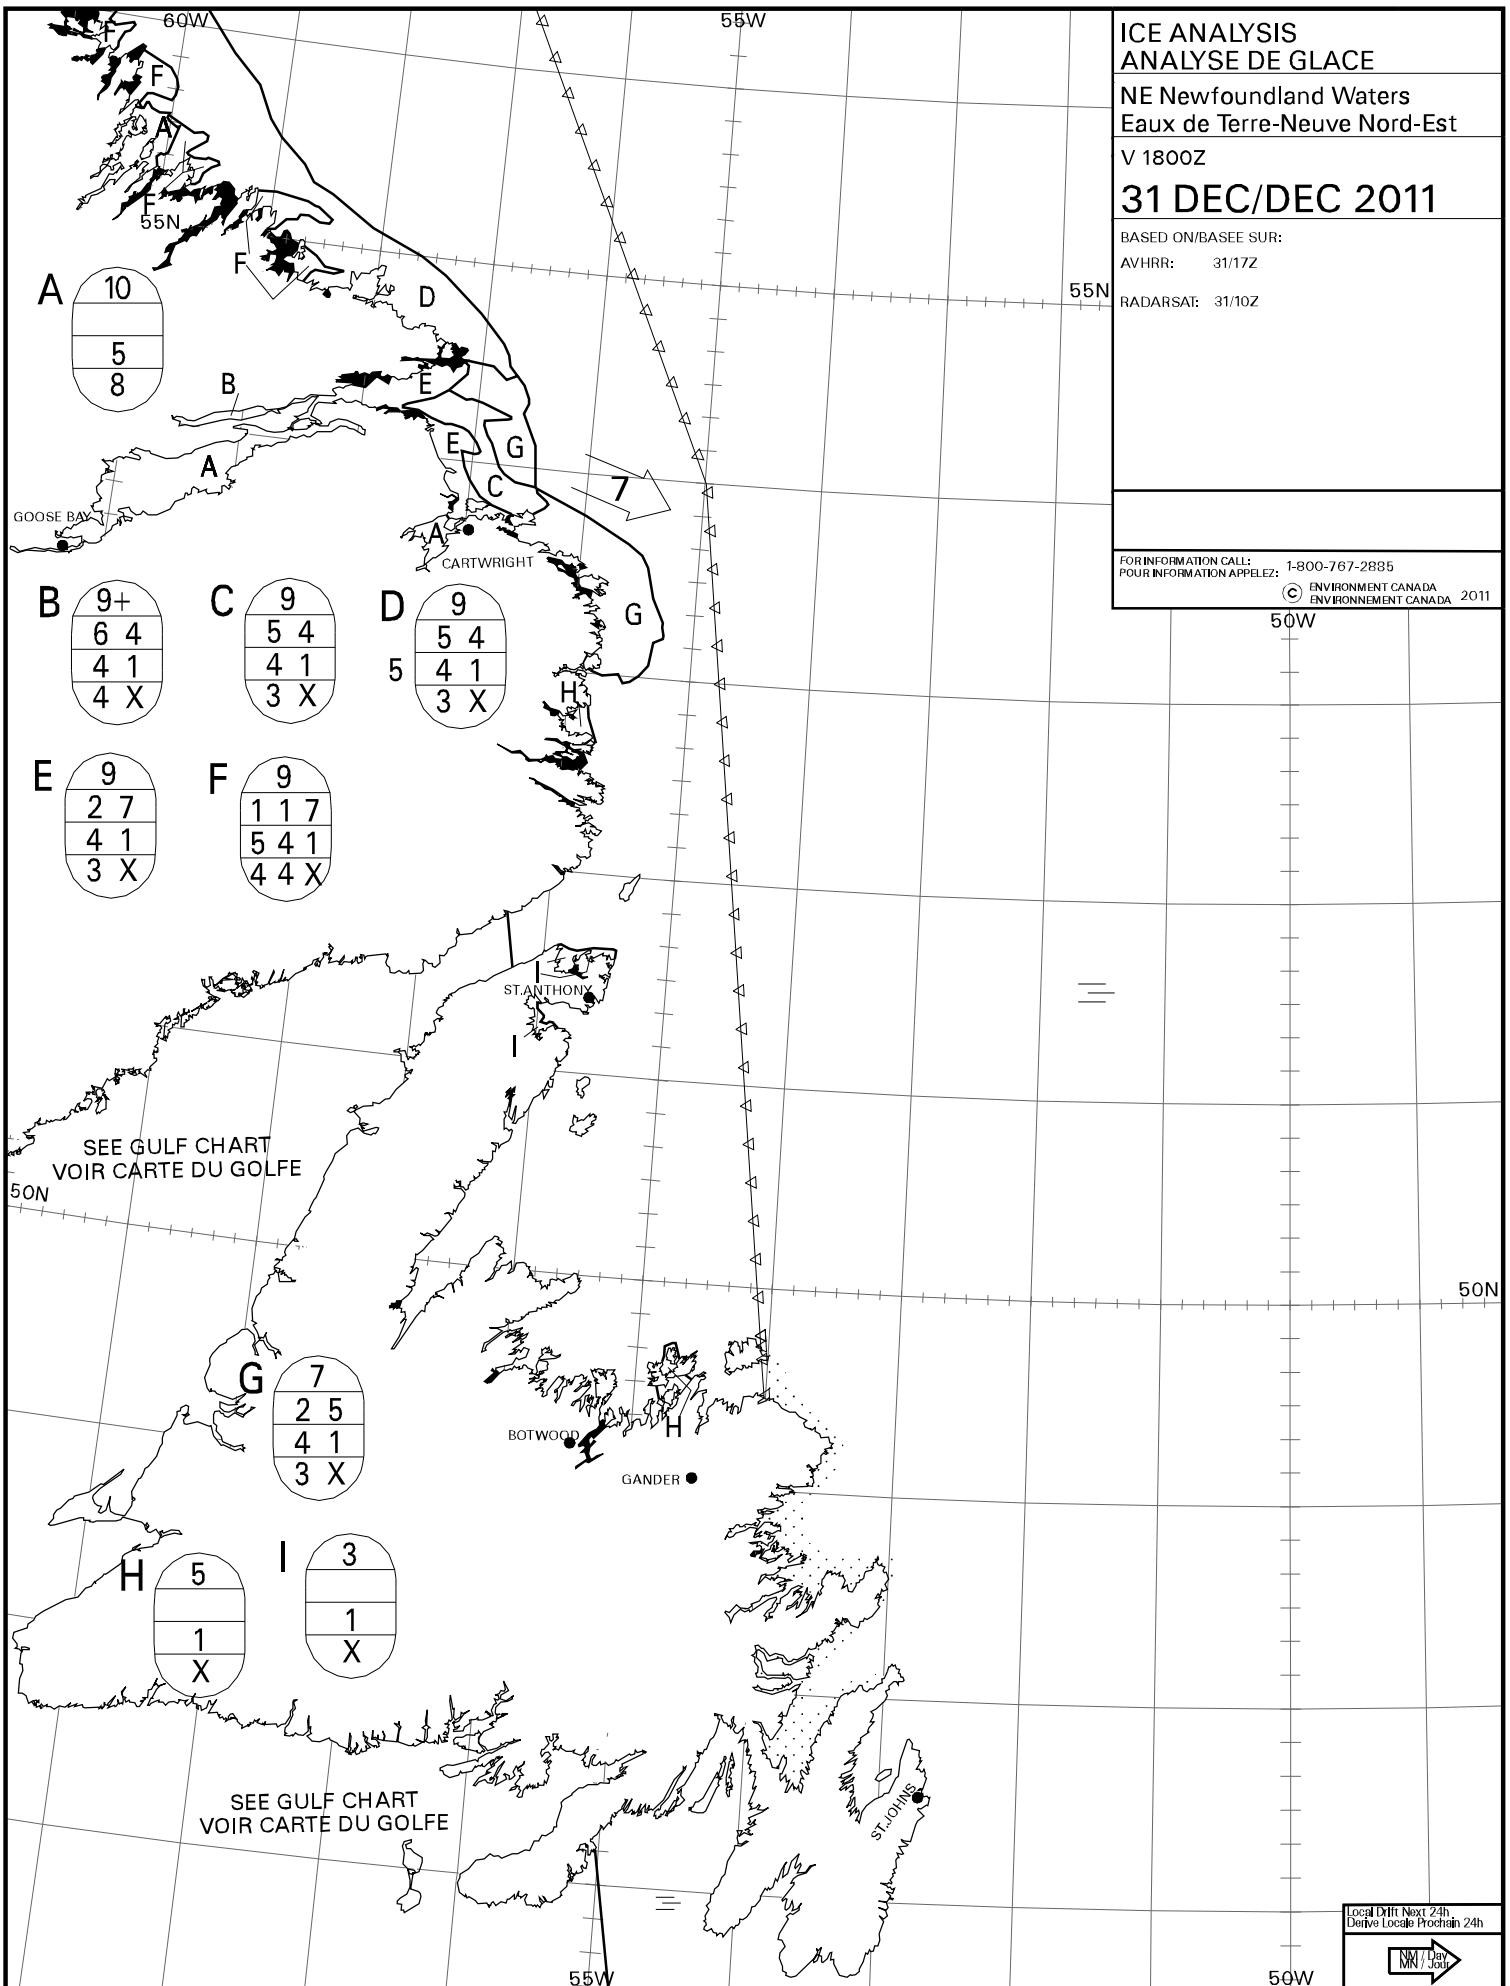 60W
55W
ICE ANALYSIS
ANALYSE DE GLACE
NE Newfoundland Waters
Eaux de Terre-Neuve Nord-Est
V 1800Z
31 DEC/DEC 2011
BASED ON/BASEE SUR:
AVHRR: 31/17Z
RADARSAT: 31/10Z
FOR INFORMATION CALL:
POUR INFORMATION APPELEZ: 1-800-767-2885
© ENVIRONMENT CANADA
ENVIRONNEMENT CANADA 2011
F
F
A
F
55N
F
D
55N
A
10
5
8
B
E
E
G
A
C
7
GOOSE BAY
A
CARTWRIGHT
B
9+
6 4
4 1
4 X
C
9
5 4
4 1
3 X
D
9
5 4
5 4 1
3 X
G
50W
H
E
9
2 7
4 1
3 X
F
9
1 1 7
5 4 1
4 4 X
I
ST.ANTHONY
I
SEE GULF CHART
VOIR CARTE DU GOLFE
50N
50N
G
7
2 5
4 1
3 X
H
BOTWOOD
GANDER
H
5
1
X
I
3
1
X
SEE GULF CHART
VOIR CARTE DU GOLFE
ST.JOHNS
Local Drift Next 24h
Derive Locale Prochain 24h
NM / Day
MN / Jour
55W
50W